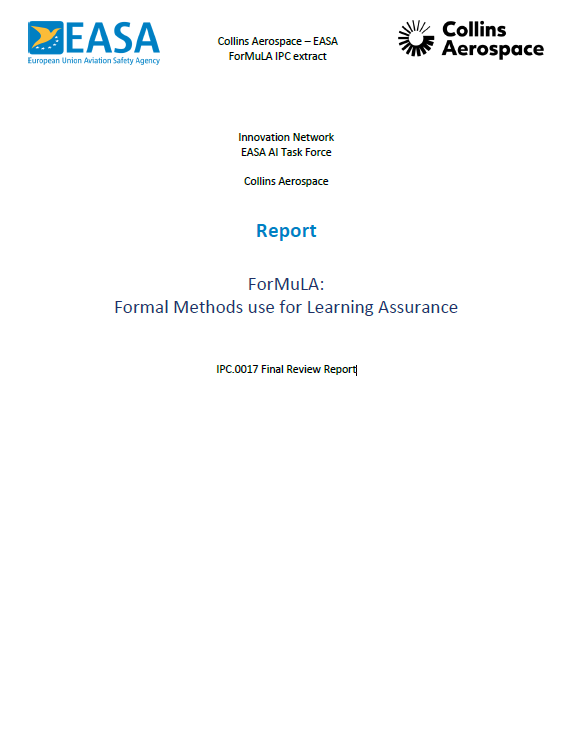 EASA
European Union Aviation Safety Agency
Collins Aerospace – EASA
ForMuLA IPC extract
Collins
Aerospace
Innovation Network
EASA AI Task Force
Collins Aerospace
Report
ForMuLA:
Formal Methods use for Learning Assurance
IPC.0017 Final Review Report